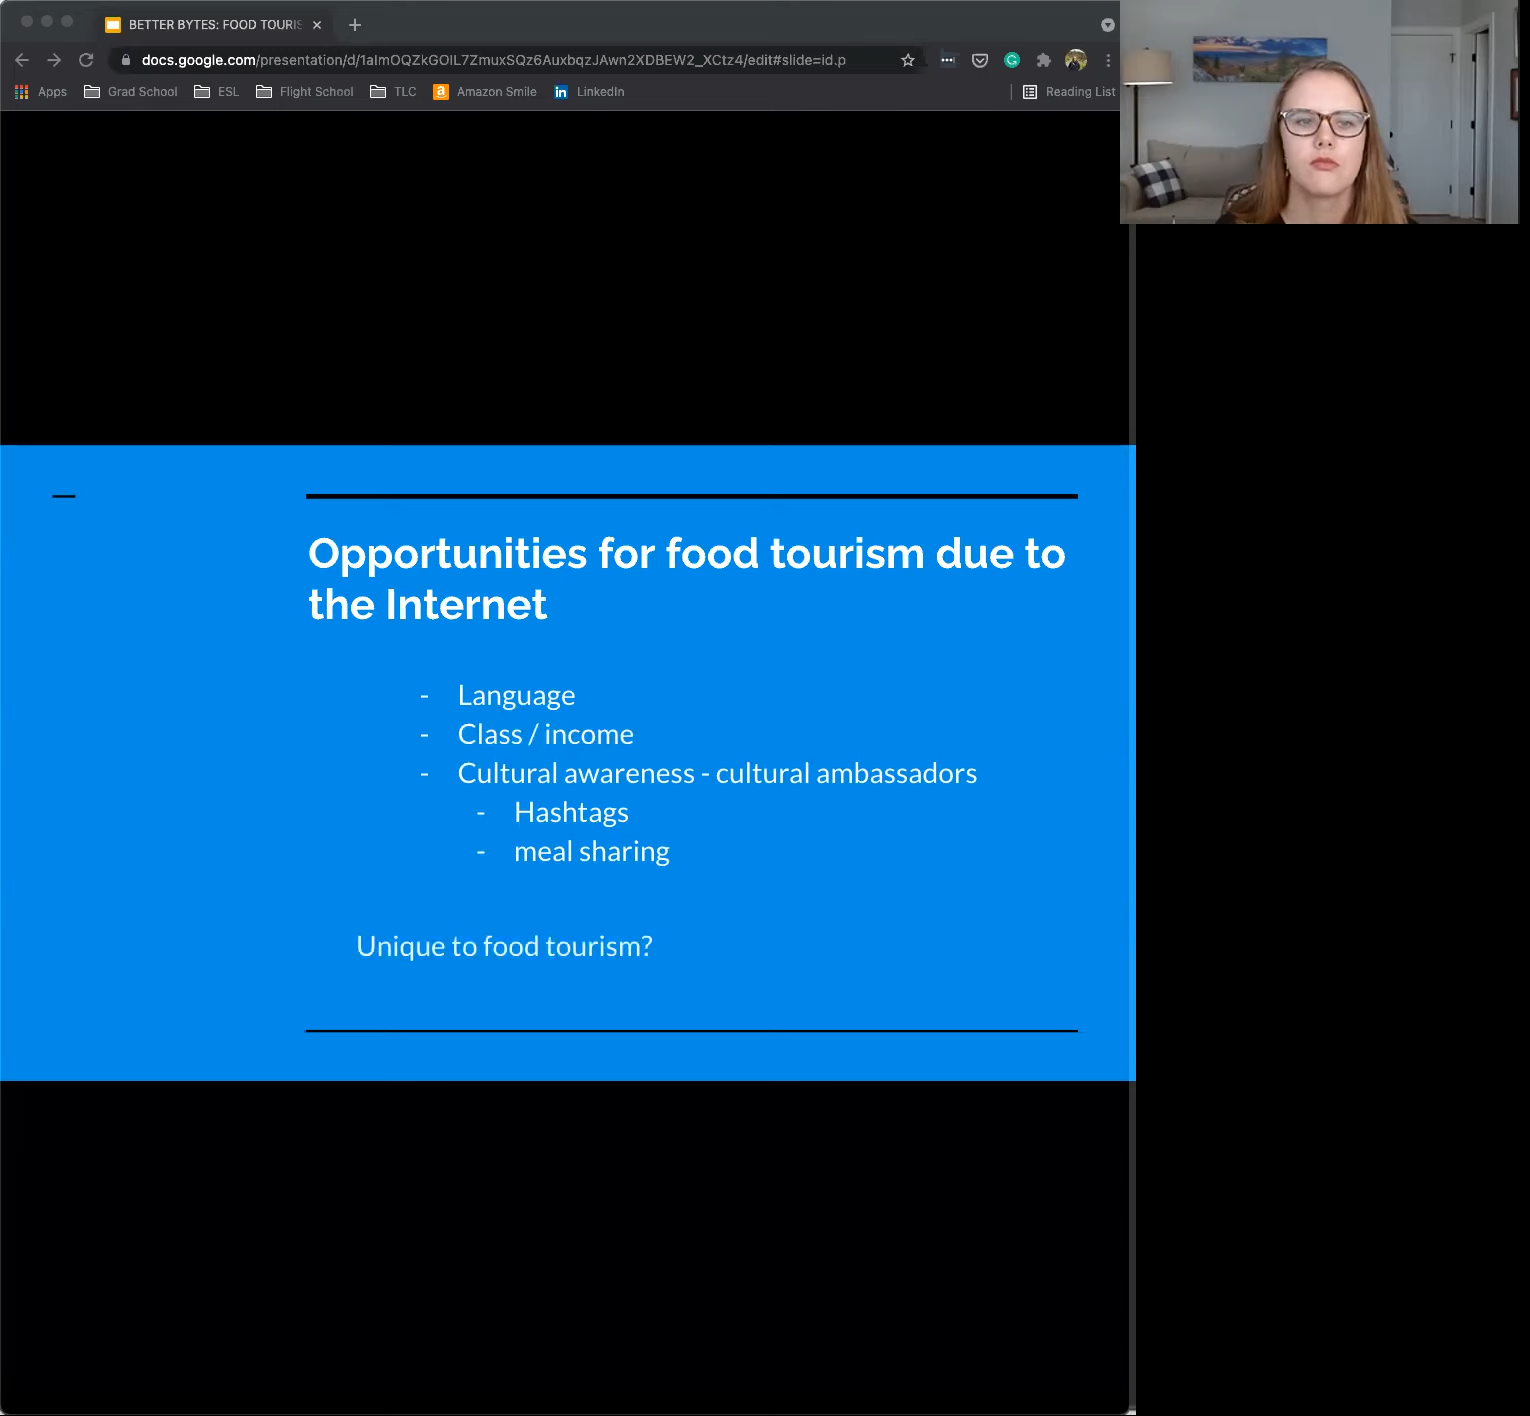 BETTER BYTES: FOOD TOURIS
docs.google.com/presentation/d/1almOQZkGOlL7ZmuxSQz6AuxbqzJAwn2XDBEW2_XCtz4/edit#slide=id.p
Apps Grad School ESL Flight School TLC Amazon Smile LinkedIn Reading List
Opportunities for food tourism due to
the Internet
- Language
- Class / income
- Cultural awareness - cultural ambassadors
- Hashtags
- meal sharing
Unique to food tourism?